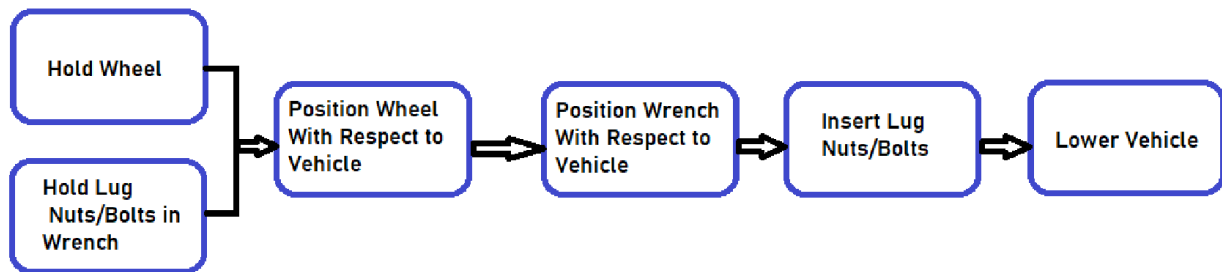 Hold Wheel
Hold Lug
Nuts/Bolts in
Wrench
Position Wheel
With Respect to
Vehicle
Position Wrench
With Respect to
Vehicle
Insert Lug
Nuts/Bolts
Lower Vehicle